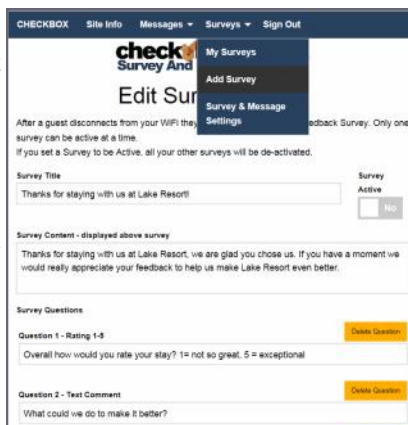 CHECKBOX Site Info Messages Surveys Sign Out
My Surveys
Add Survey
Survey & Message
Settings
check
Survey And
Edit Sur
After a guest disconnects from your WiFi they edback Survey. Only one
survey can be active at a time.
If you set a Survey to be Active, all your other surveys will be de-activated.
Survey Title
Survey
Active
Thanks for staying with us at Lake Resort!
No
Survey Content - displayed above survey
Thanks for staying with us at Lake Resort, we are glad you chose us. If you have a moment we
would really appreciate your feedback to help us make Lake Resort even better.
Survey Questions
Question 1 - Rating 1-5
Delete Question
Overall how would you rate your stay? 1= not so great, 5 = exceptional
Question 2 - Text Comment
Delete Question
What could we do to make it better?